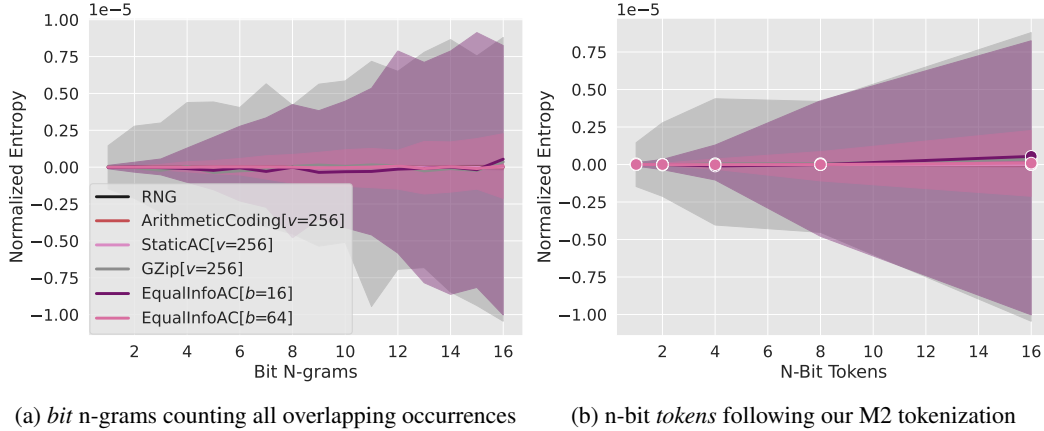 1e−5
1.00
0.75
0.50
0.25
0.00
−0.25
−0.50
−0.75
−1.00
Normalized Entropy
RNG
ArithmeticCoding[v=256]
StaticAC[v=256]
GZip[v=256]
EqualInfoAC[b=16]
EqualInfoAC[b=64]
2 4 6 8 10 12 14 16
Bit N-grams
(a) bit n-grams counting all overlapping occurrences
1e−5
0.75
0.50
0.25
0.00
−0.25
−0.50
−0.75
−1.00
Normalized Entropy
2 4 6 8 10 12 14 16
N-Bit Tokens
(b) n-bit tokens following our M2 tokenization